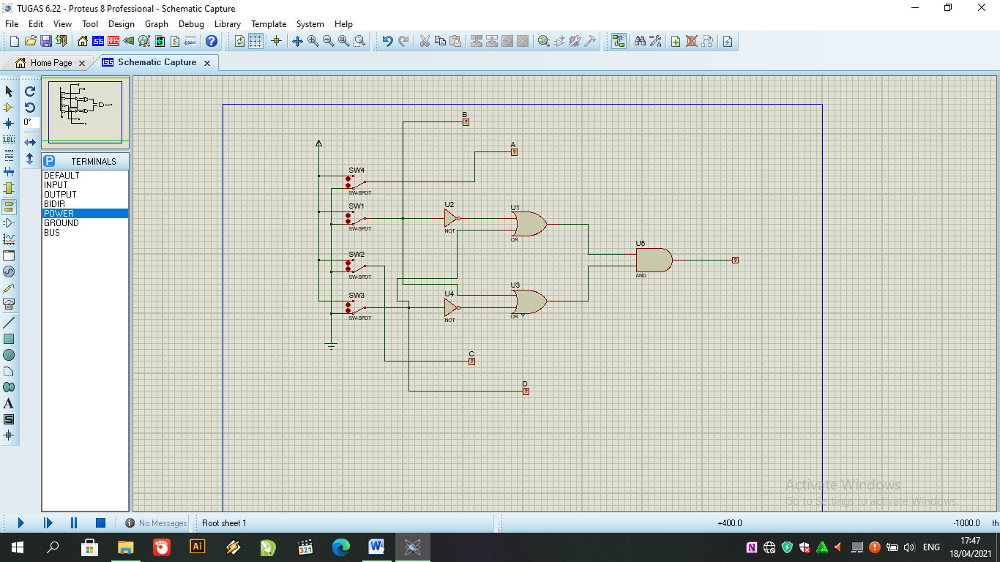 TUGAS 6.22 - Proteus 8 Professional - Schematic Capture
File Edit View Tool Design Graph Debug Library Template System Help
Home Page Schematic Capture
0°
LBL
P TERMINALS
DEFAULT
INPUT
OUTPUT
BIDIR
POWER
GROUND
BUS
A
S
B
?
A
?
SW4
SW-SPDT
SW1
SW-SPDT
U2
NOT
U1
OR
SW2
SW-SPDT
U5
AND
?
SW3
SW-SPDT
U4
NOT
U3
OR
C
?
D
?
Activate Windows
Go to Settings to activate Windows.
No Messages Root sheet 1 +400.0 -1000.0 th
Ai 321 W N ENG 17:47
18/04/2021